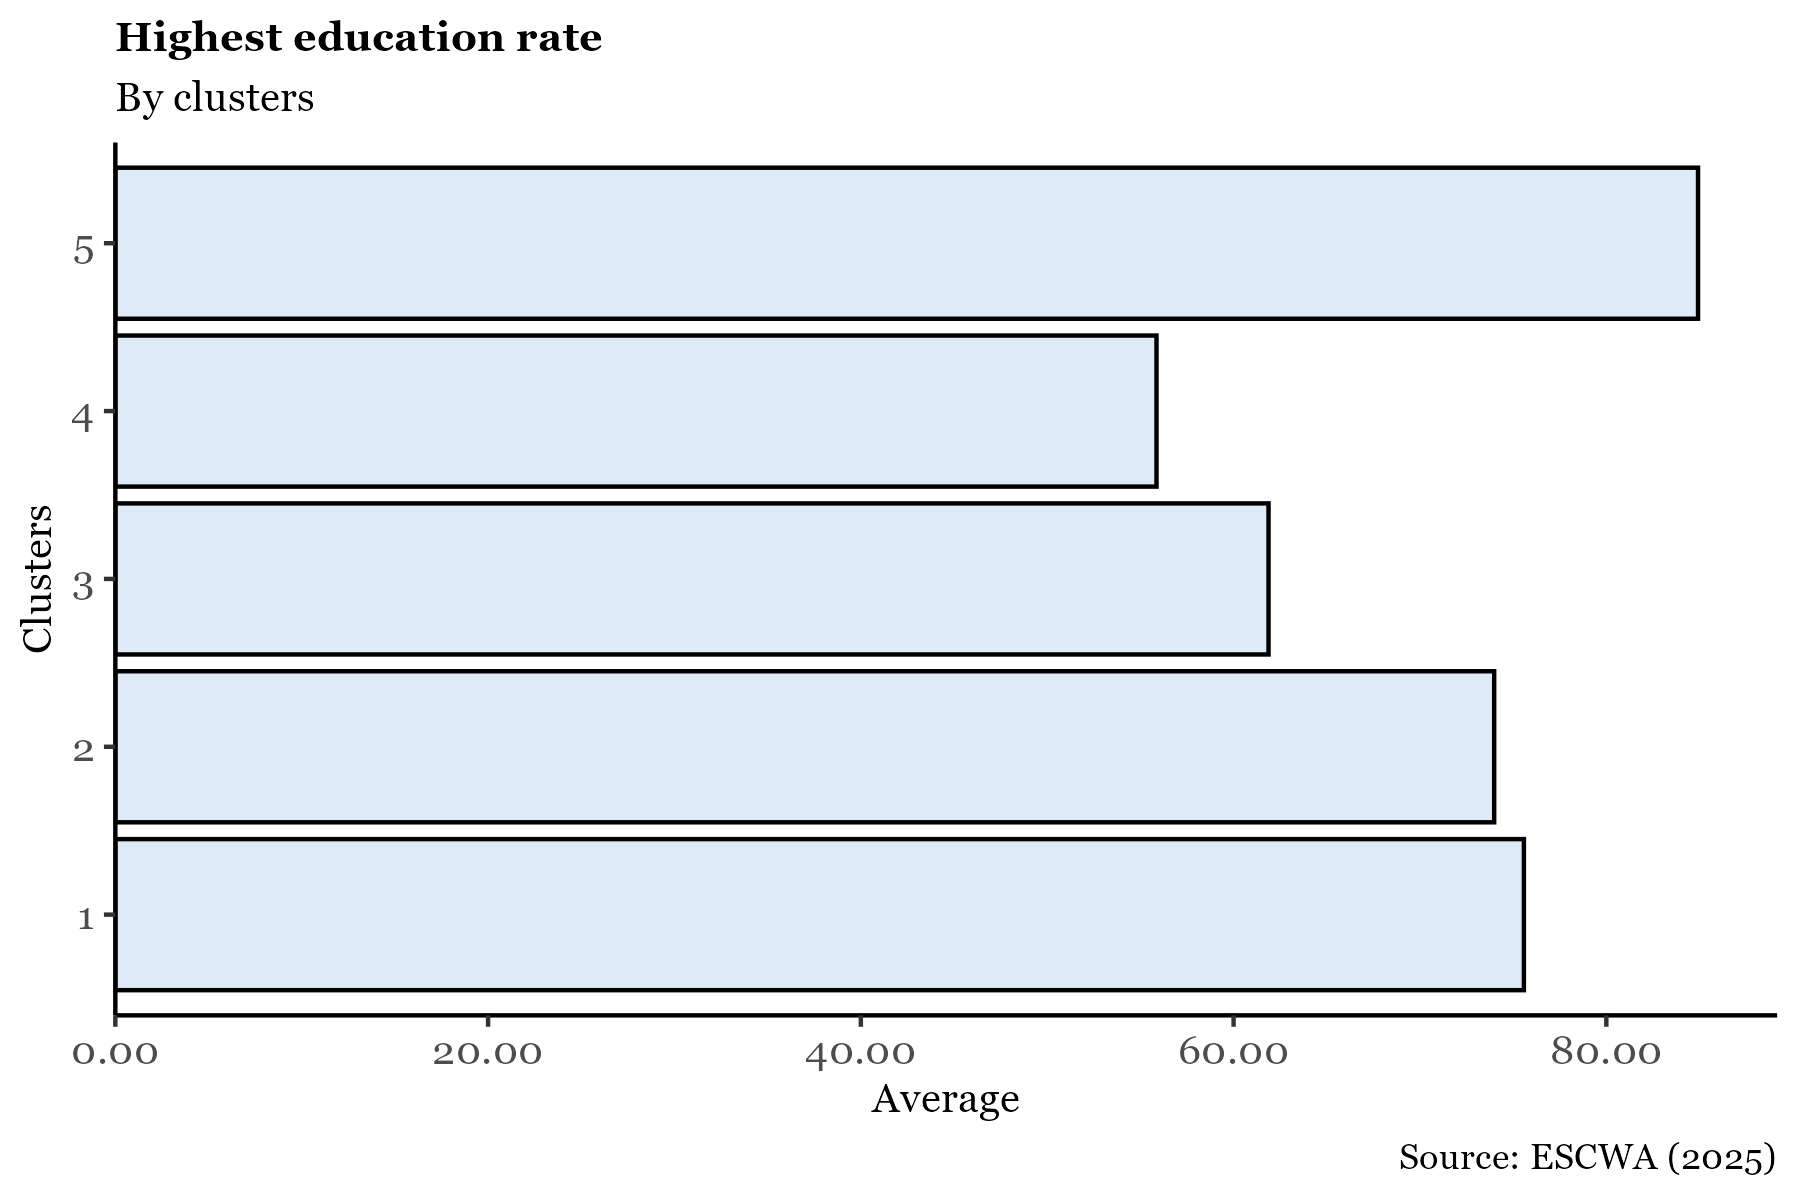 Highest education rate
By clusters
5
4
3
2
1
Clusters
0.00 20.00 40.00 60.00 80.00
Average
Source: ESCWA (2025)